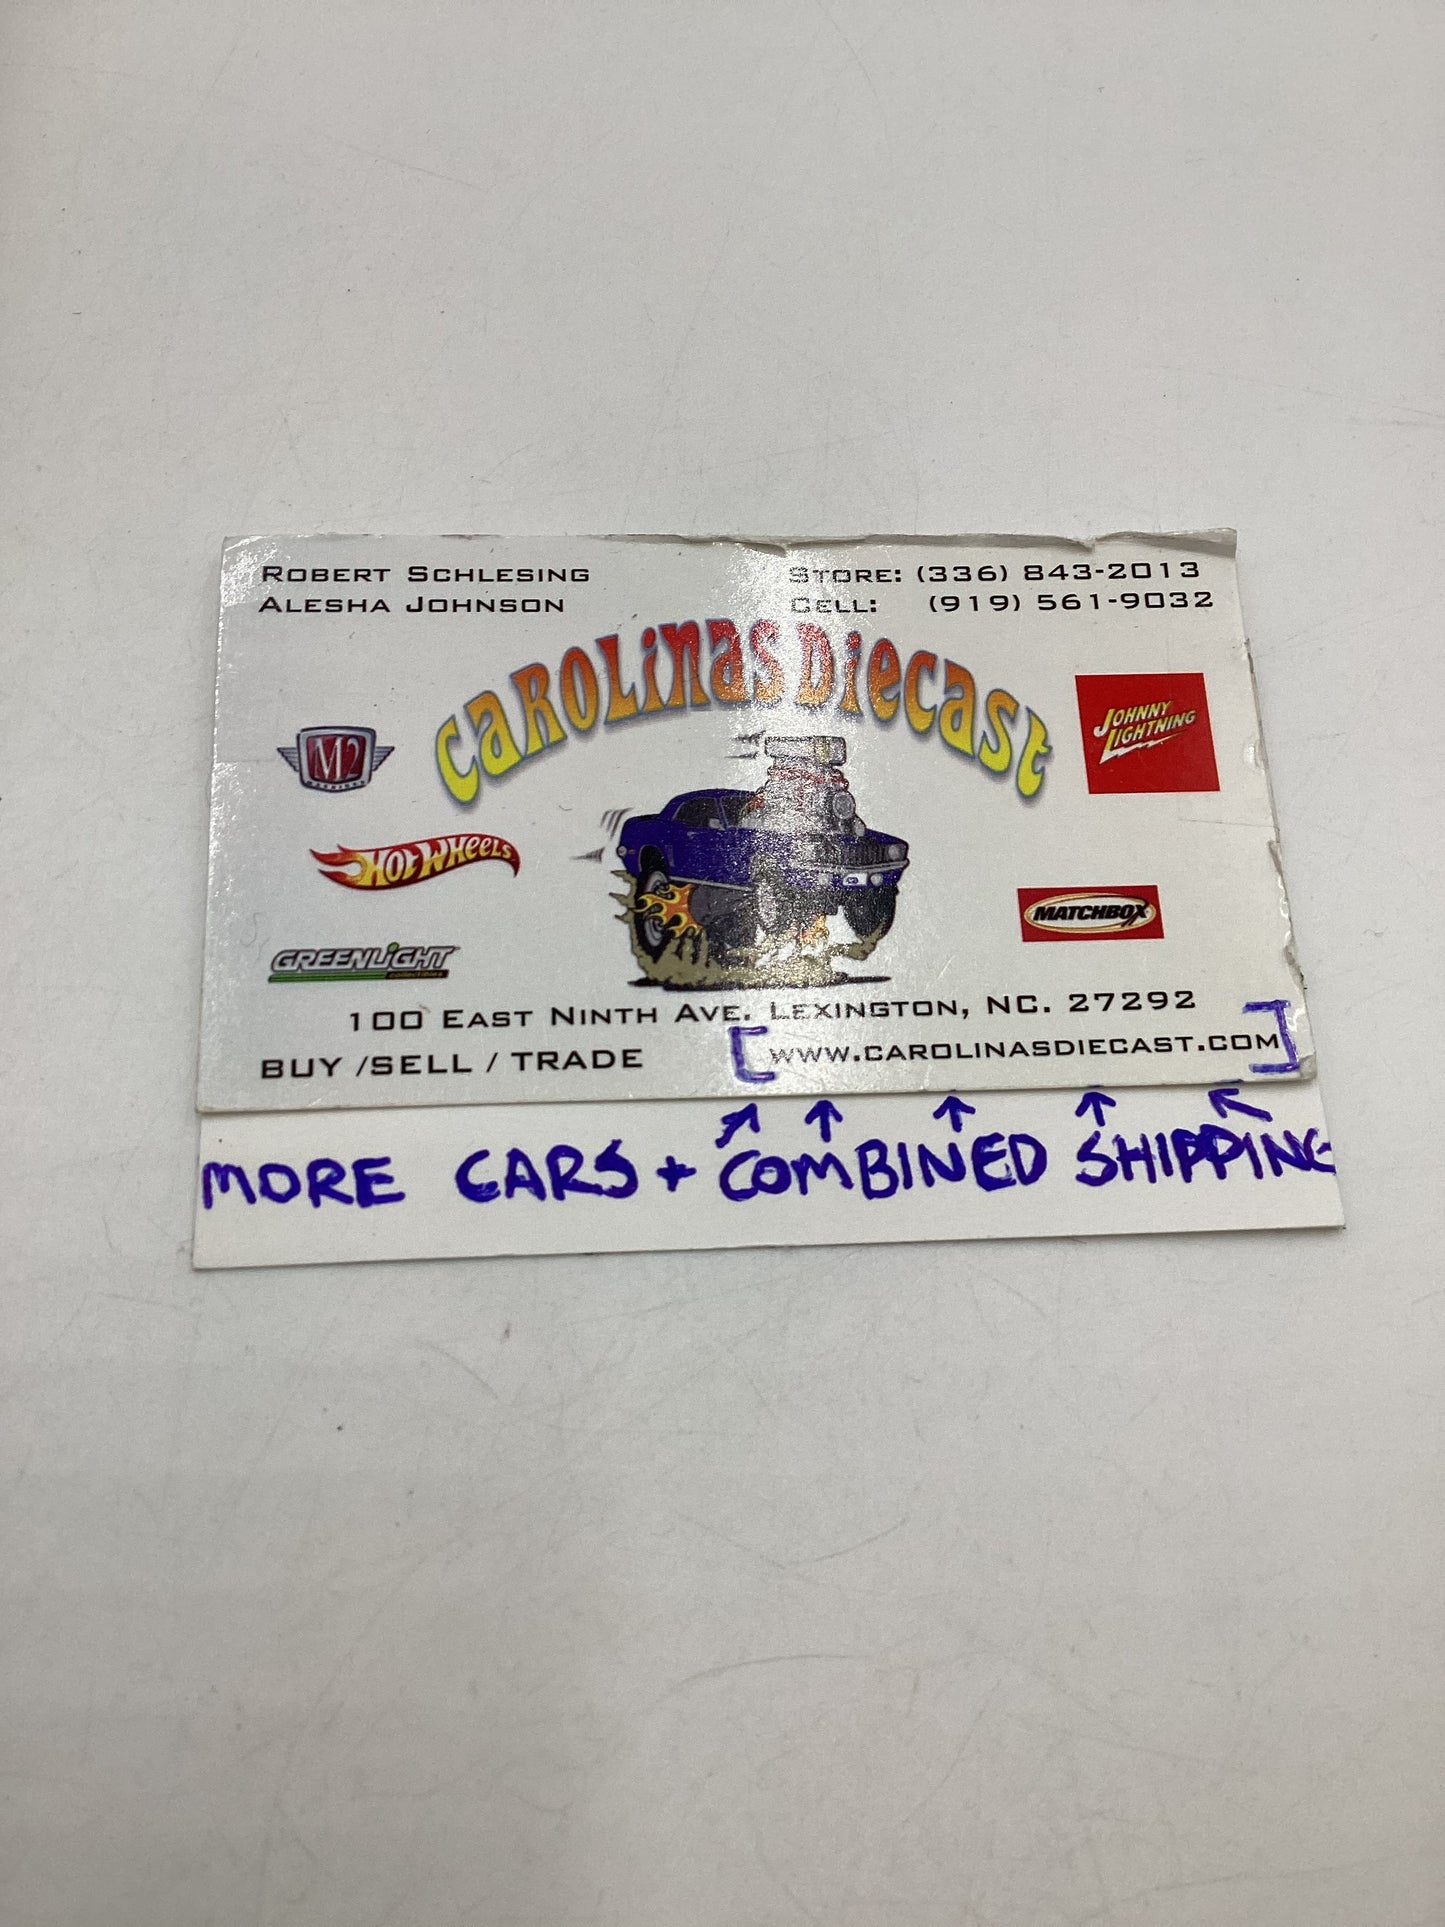 ROBERT SCHLESING
ALESHA JOHNSON
STORE: (336) 843-2013
CELL: (919) 561-9032
CAROLINAS DIECAST
M2
MACHINES
JOHNNY
LIGHTNING
HOT WHEELS
MATCHBOX
GREENLIGHT
collectibles
100 EAST NINTH AVE. LEXINGTON, NC. 27292
BUY /SELL / TRADE
[WWW.CAROLINASDIECAST.COM]
MORE CARS + COMBINED SHIPPING